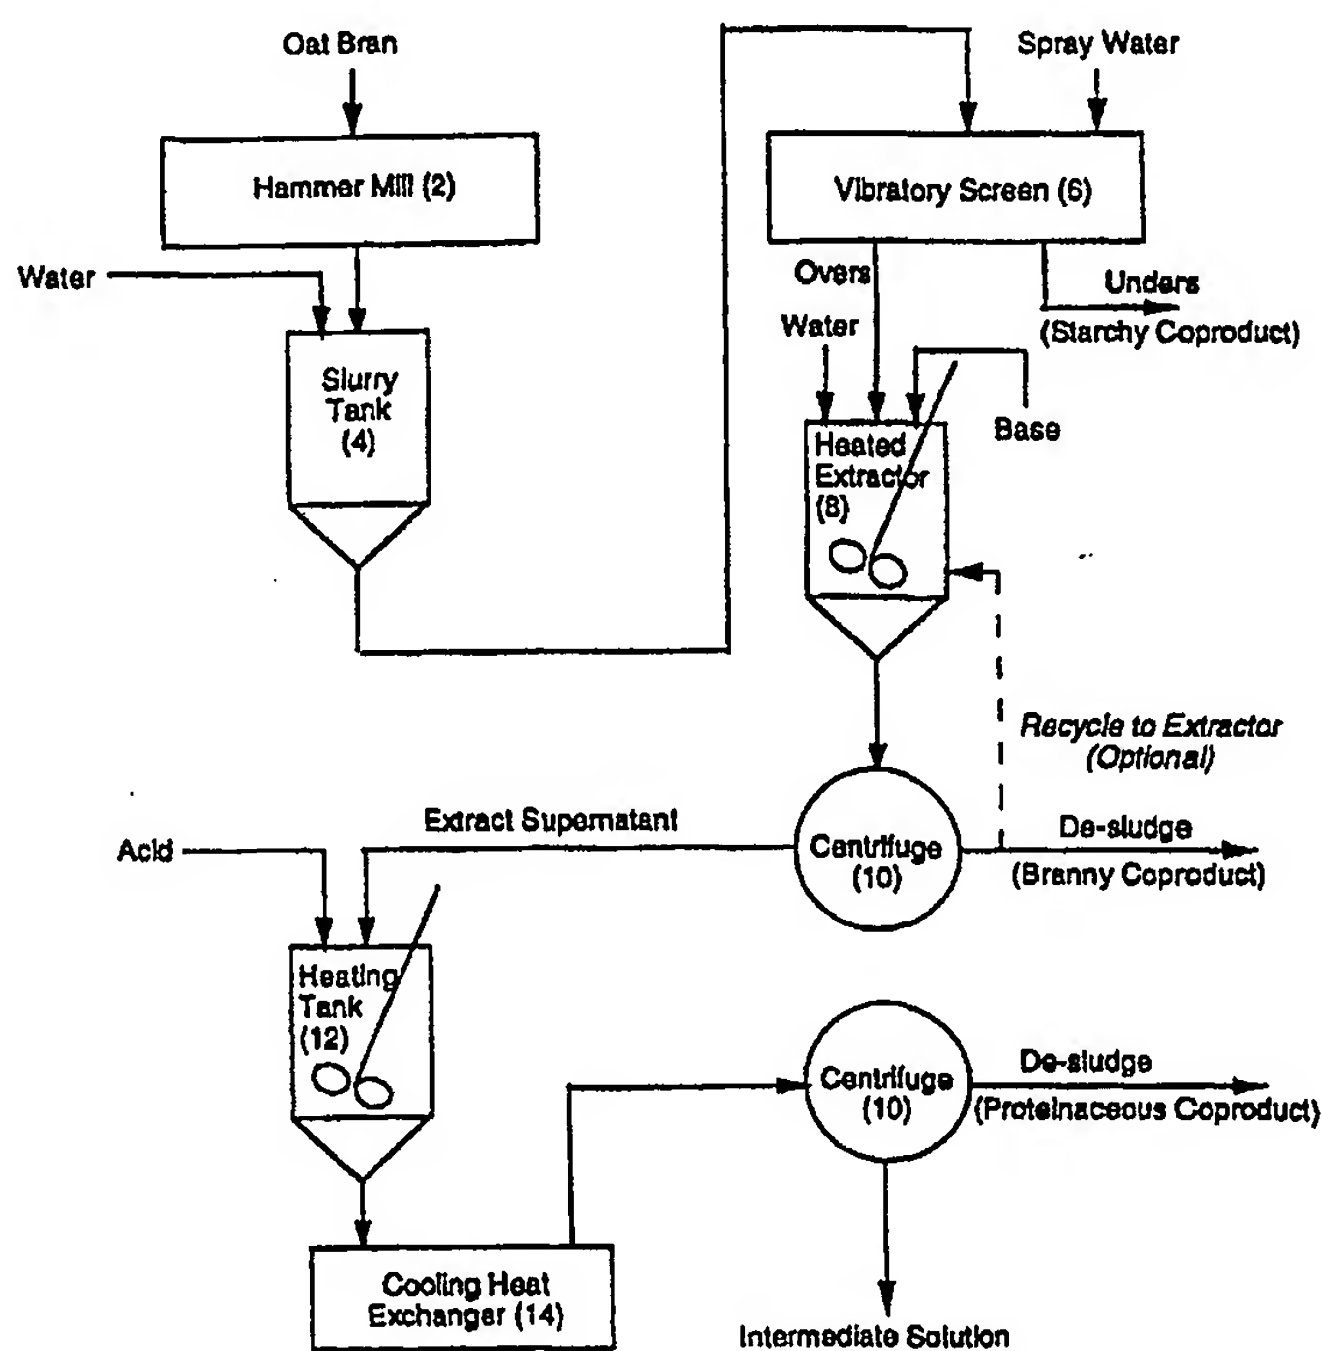 Oat Bran
Spray Water
Hammer Mill (2)
Vibratory Screen (6)
Water
Overs
Unders
(Starchy Coproduct)
Water
Slurry
Tank
(4)
Base
Heated
Extractor
(8)
Recycle to Extractor
(Optional)
Extract Supernatant
De-sludge
Acid
Centrifuge
(10)
(Branny Coproduct)
Heating
Tank
(12)
De-sludge
Centrifuge
(10)
(Proteinaceous Coproduct)
Cooling Heat
Exchanger (14)
Intermediate Solution